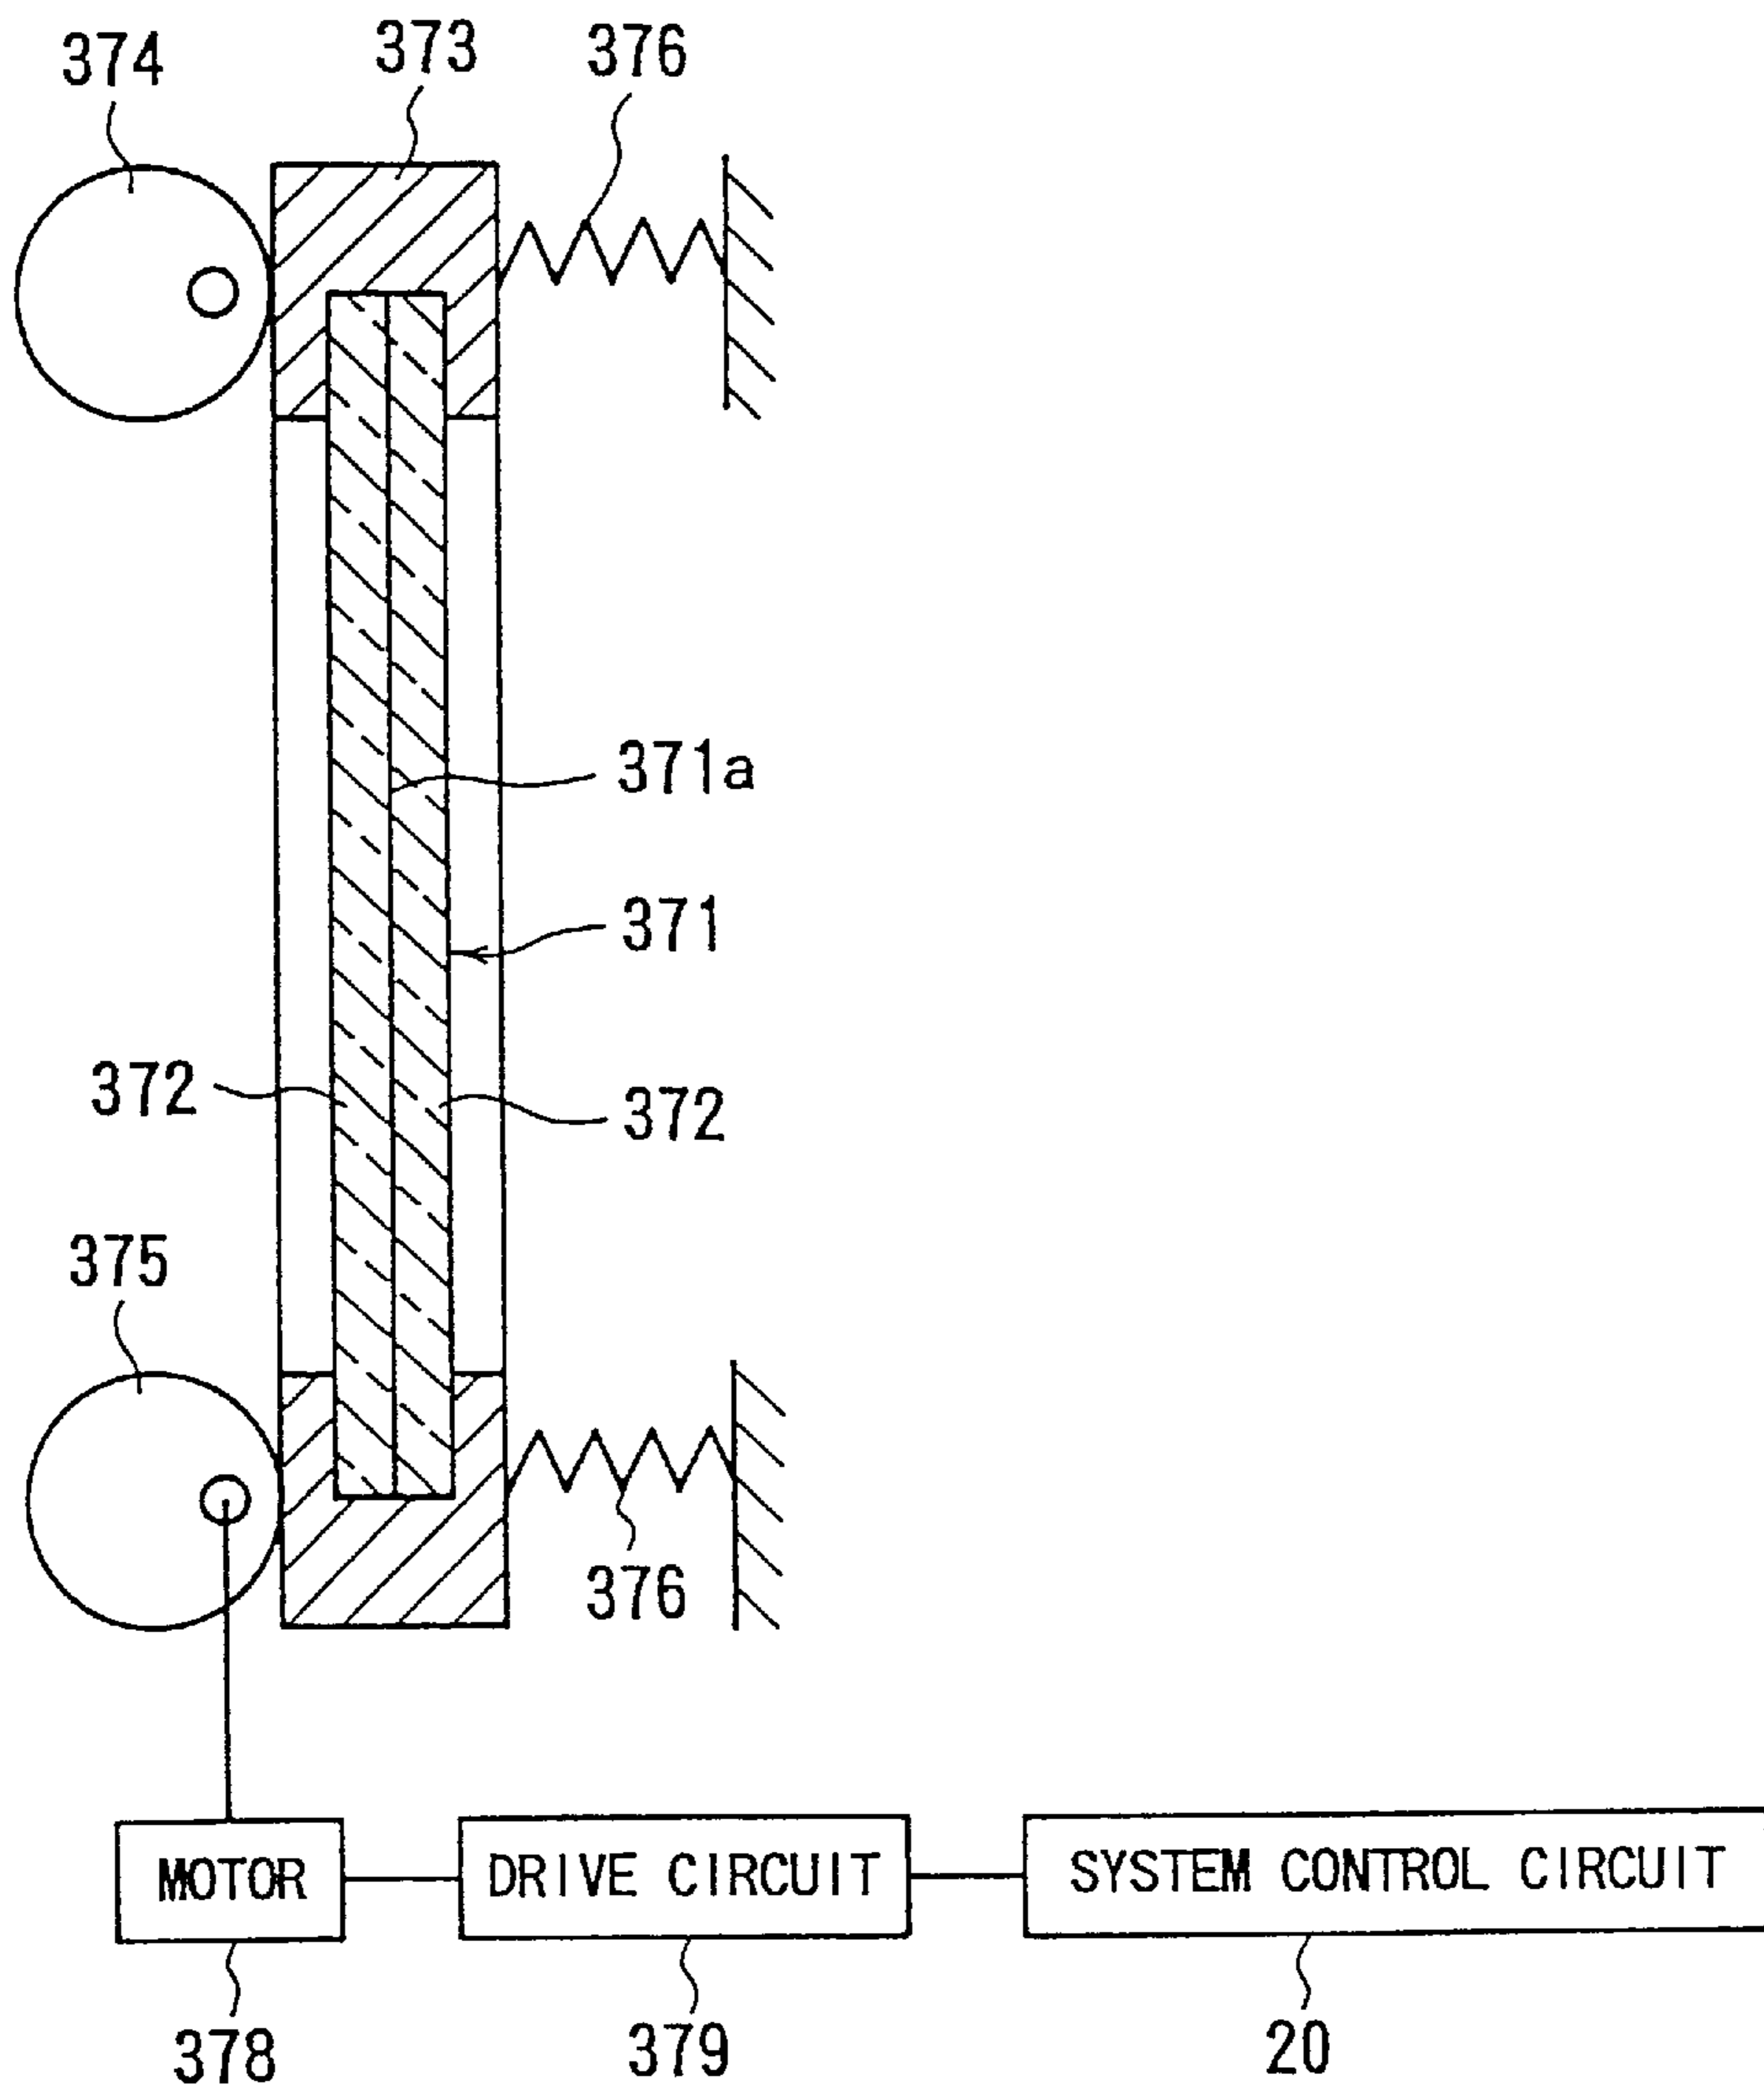 374
373
376
371a
371
372
372
375
376
MOTOR
DRIVE CIRCUIT
SYSTEM CONTROL CIRCUIT
378
379
20